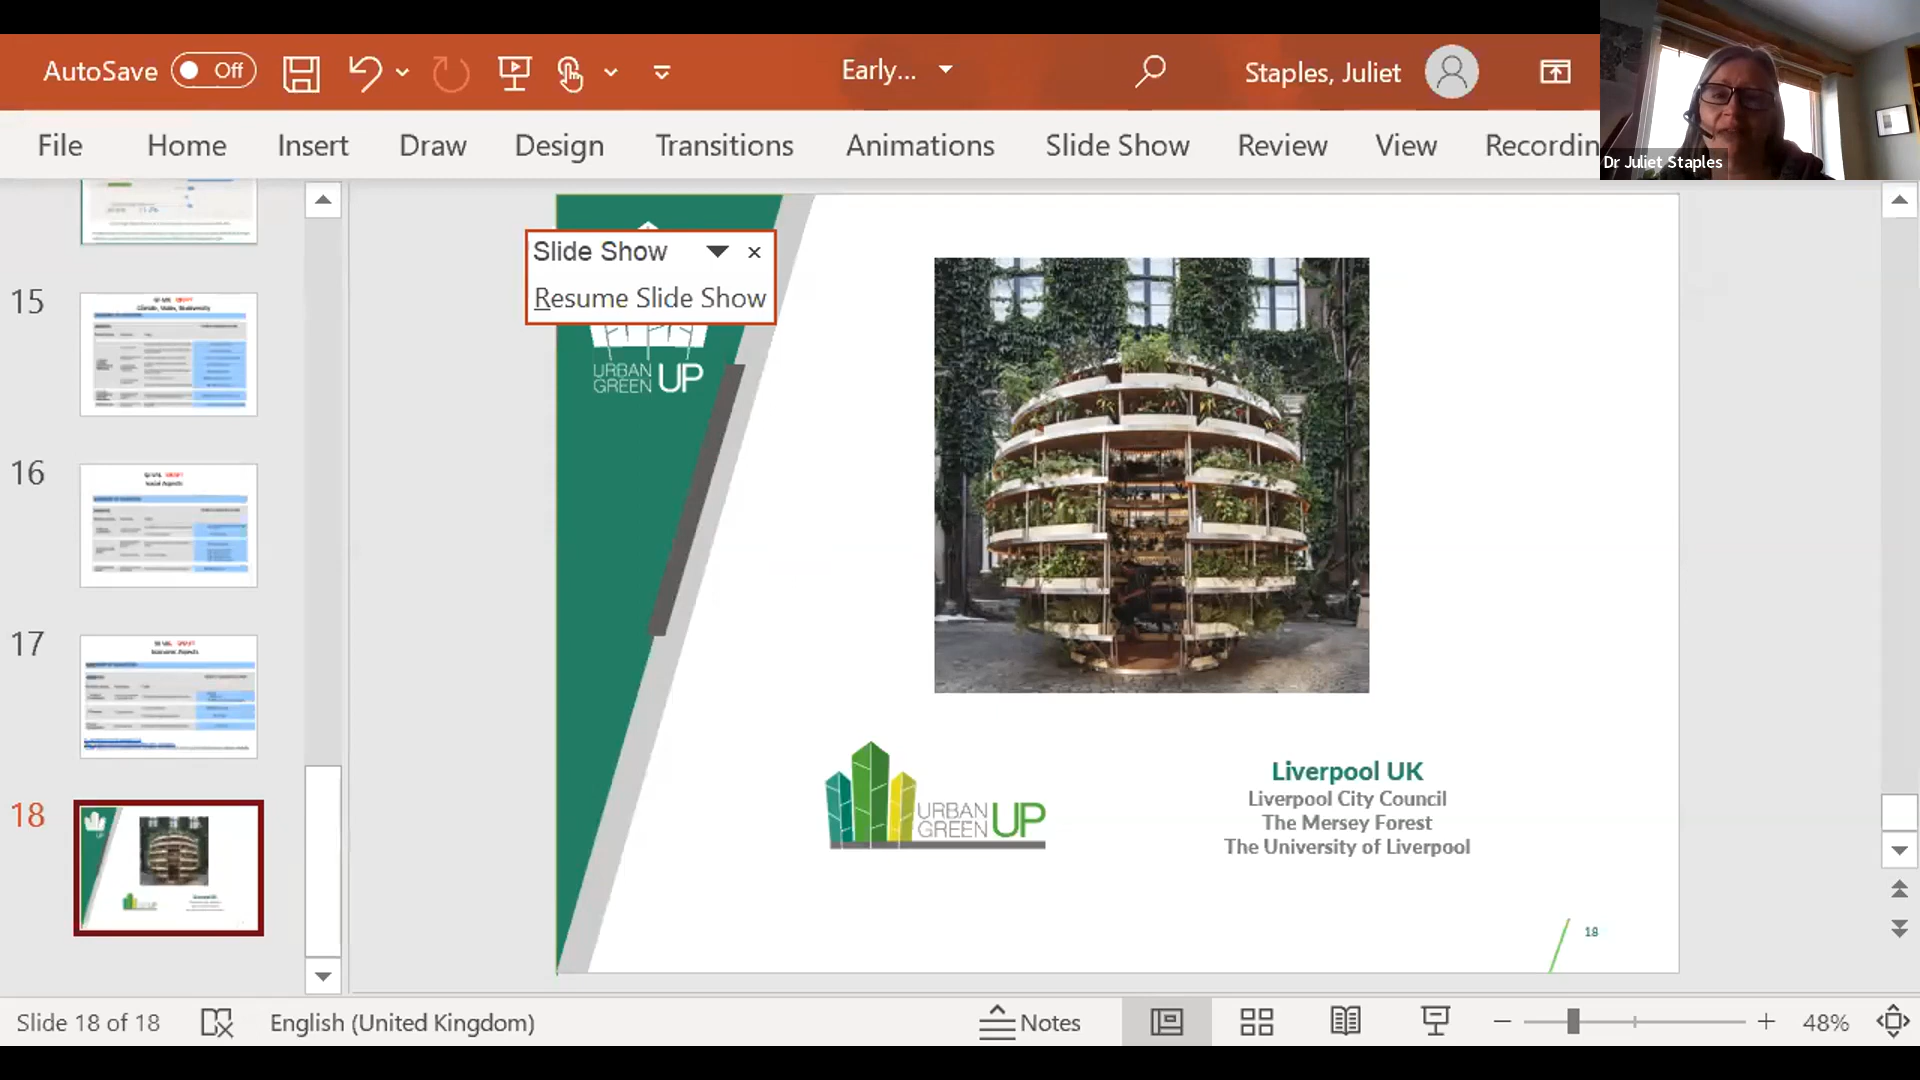 AutoSave Off
Early...
Staples, Juliet
File Home Insert Draw Design Transitions Animations Slide Show Review View Recordin
Dr Juliet Staples
Slide Show
Resume Slide Show
URBAN
GREEN UP
15
16
17
18
URBAN
GREEN UP
Liverpool UK
Liverpool City Council
The Mersey Forest
The University of Liverpool
18
Slide 18 of 18
English (United Kingdom)
Notes
48%